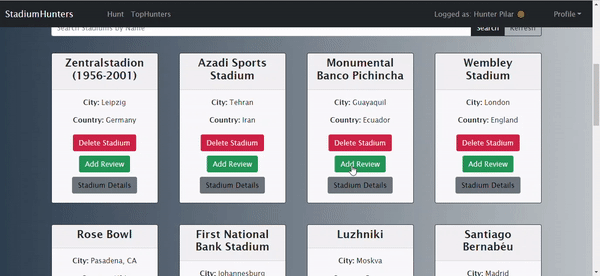 StadiumHunters Hunt TopHunters Logged as: Hunter Pilar Profile
Search Stadiums by Name Search Refresh
Zentralstadion (1956-2001)
City: Leipzig
Country: Germany
Delete Stadium
Add Review
Stadium Details
Azadi Sports Stadium
City: Tehran
Country: Iran
Delete Stadium
Add Review
Stadium Details
Monumental Banco Pichincha
City: Guayaquil
Country: Ecuador
Delete Stadium
Add Review
Stadium Details
Wembley Stadium
City: London
Country: England
Delete Stadium
Add Review
Stadium Details
Rose Bowl
City: Pasadena, CA
First National Bank Stadium
City: Johannesburg
Luzhniki
City: Moskva
Santiago Bernabéu
City: Madrid